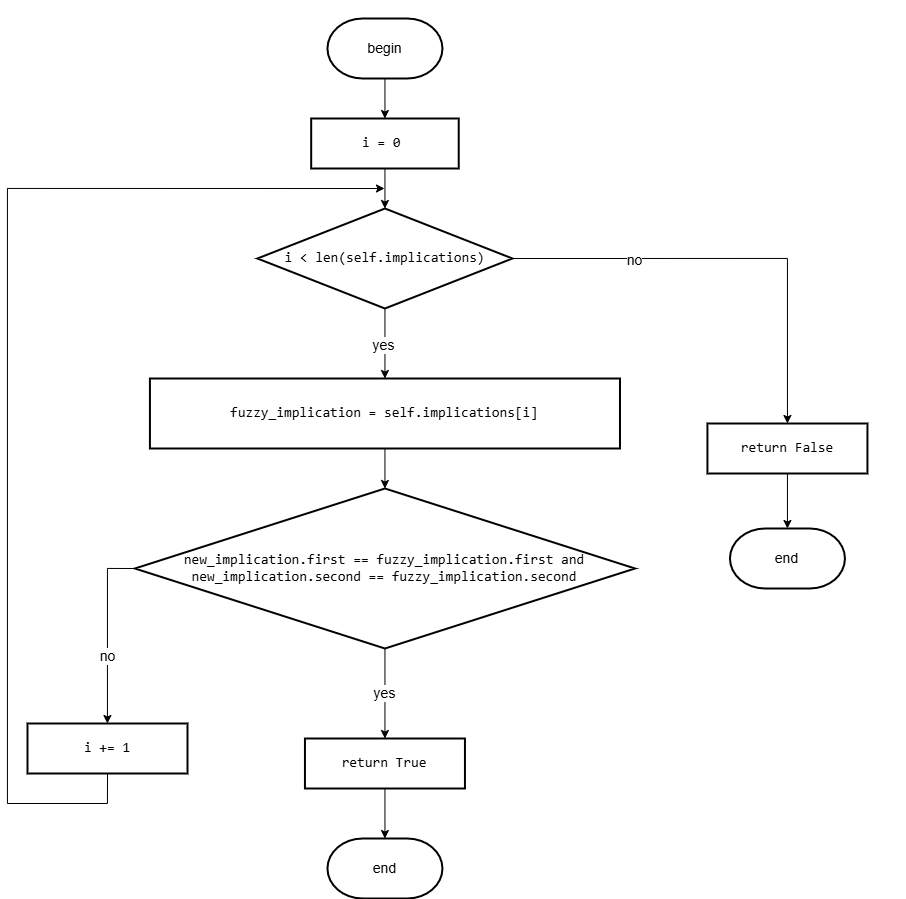 begin
i = 0
i < len(self.implications)
no
yes
fuzzy_implication = self.implications[i]
return False
new_implication.first == fuzzy_implication.first and
new_implication.second == fuzzy_implication.second
end
no
yes
i += 1
return True
end